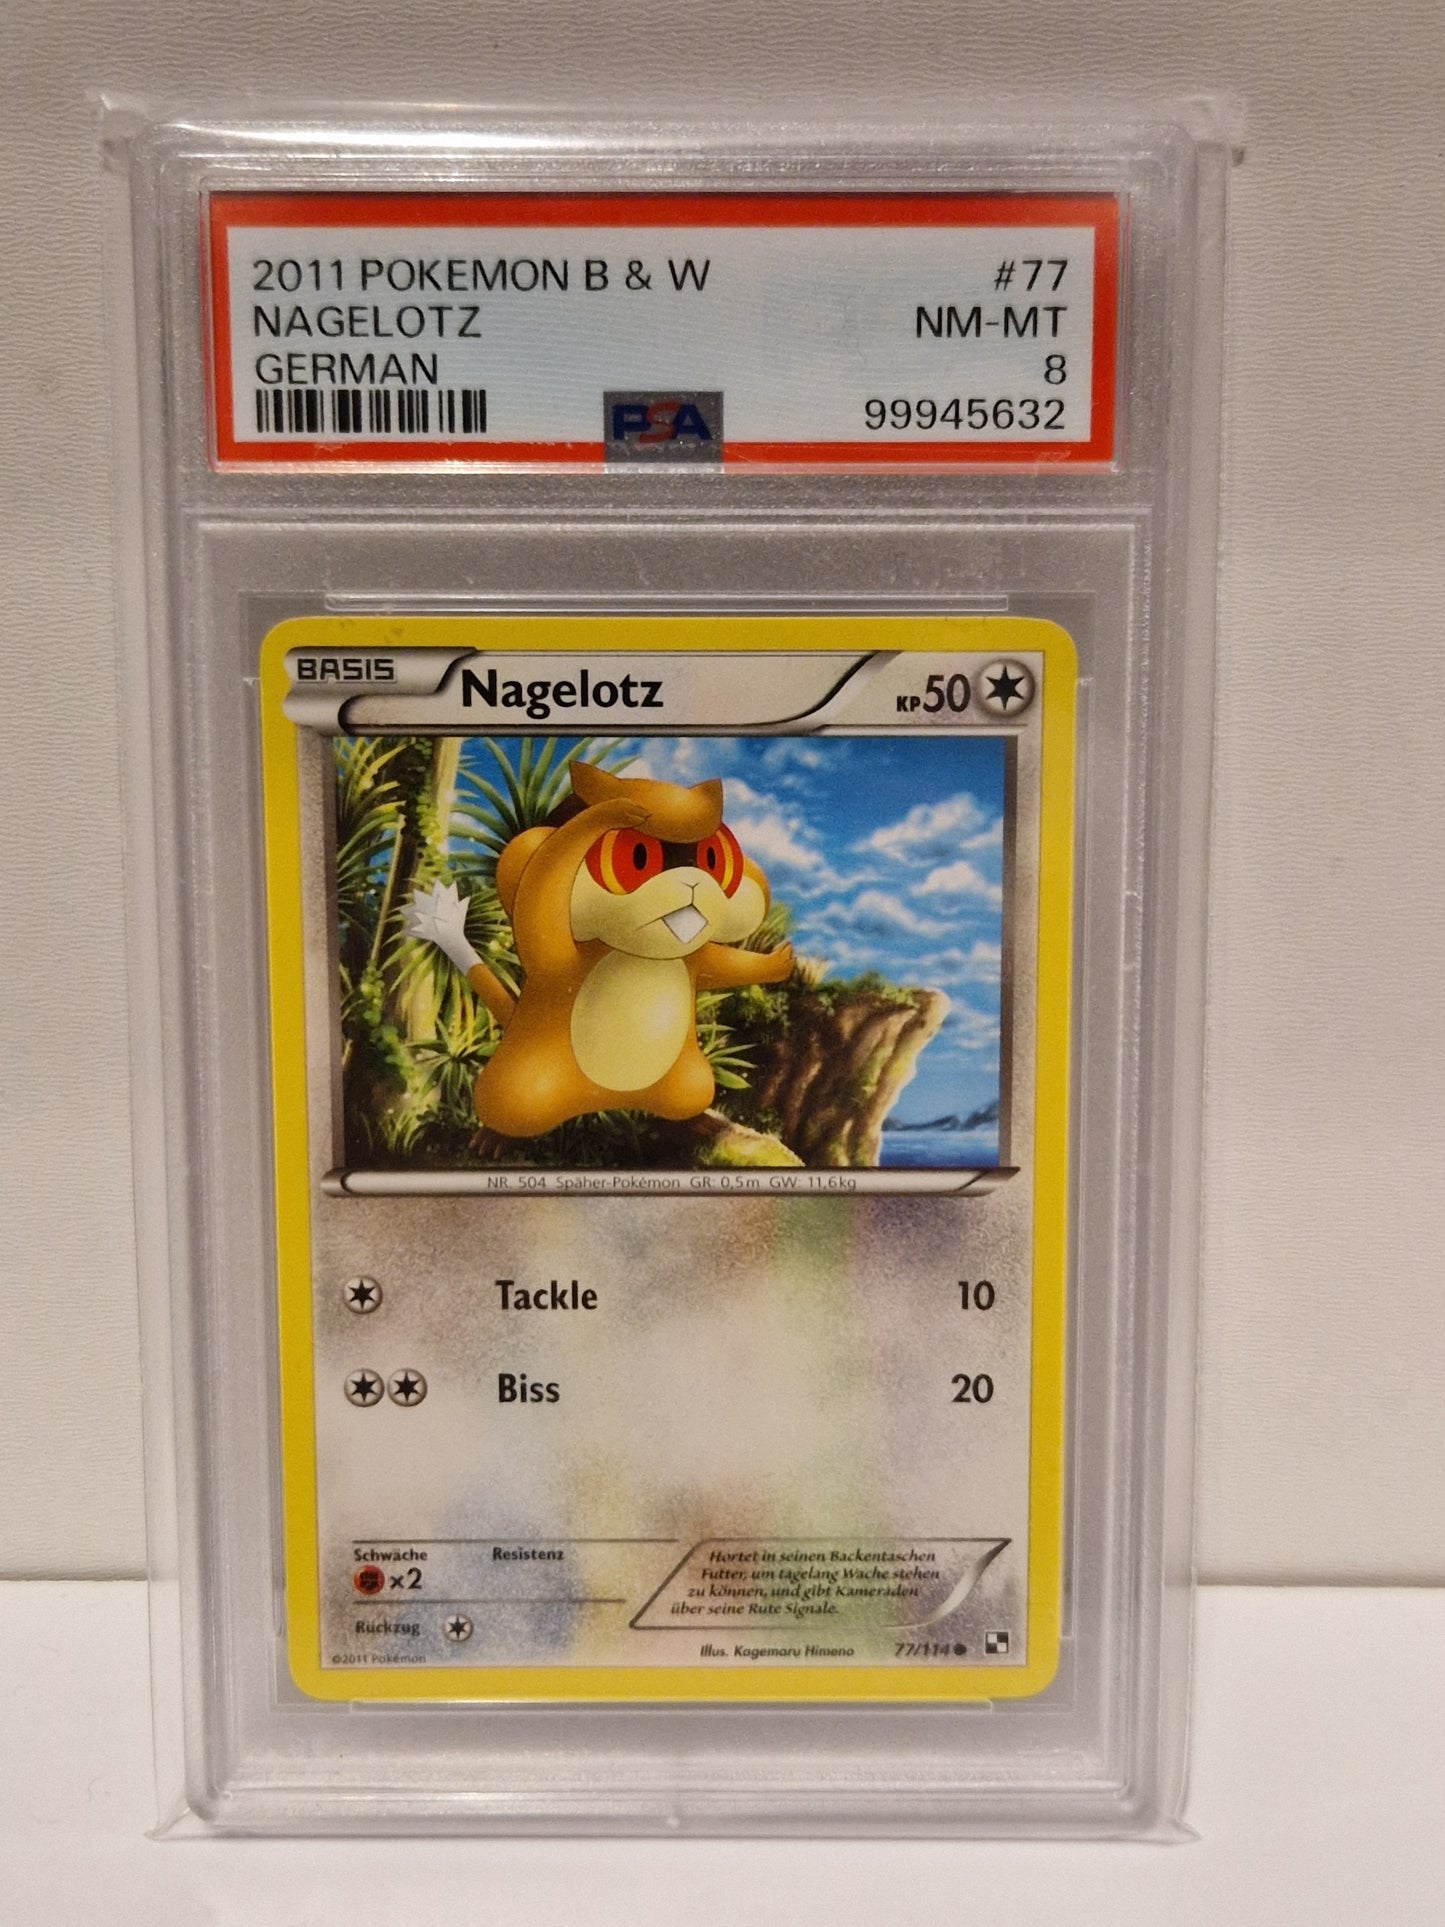 2011 POKEMON B & W #77
NAGELOTZ NM-MT
GERMAN 8
PSA 99945632
BASIS Nagelotz KP50
NR. 504 Späher-Pokémon GR: 0,5m GW: 11,6kg
Tackle 10
Biss 20
Schwäche Resistenz
x2
Rückzug
Hortet in seinen Backentaschen
Futter, um tagelang Wache stehen
zu können, und gibt Kameraden
über seine Rute Signale.
Illus. Kagemaru Himeno 77/114
©2011 Pokémon